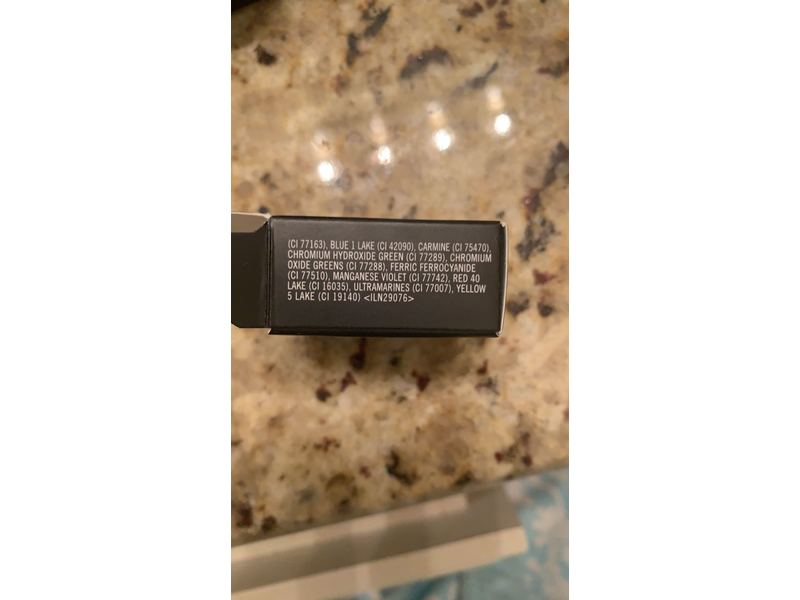 (CI 77163), BLUE 1 LAKE (CI 42090), CARMINE (CI 75470),
CHROMIUM HYDROXIDE GREEN (CI 77289), CHROMIUM
OXIDE GREENS (CI 77288), FERRIC FERROCYANIDE
(CI 77510), MANGANESE VIOLET (CI 77742), RED 40
LAKE (CI 16035), ULTRAMARINES (CI 77007), YELLOW
5 LAKE (CI 19140) <ILN29076>